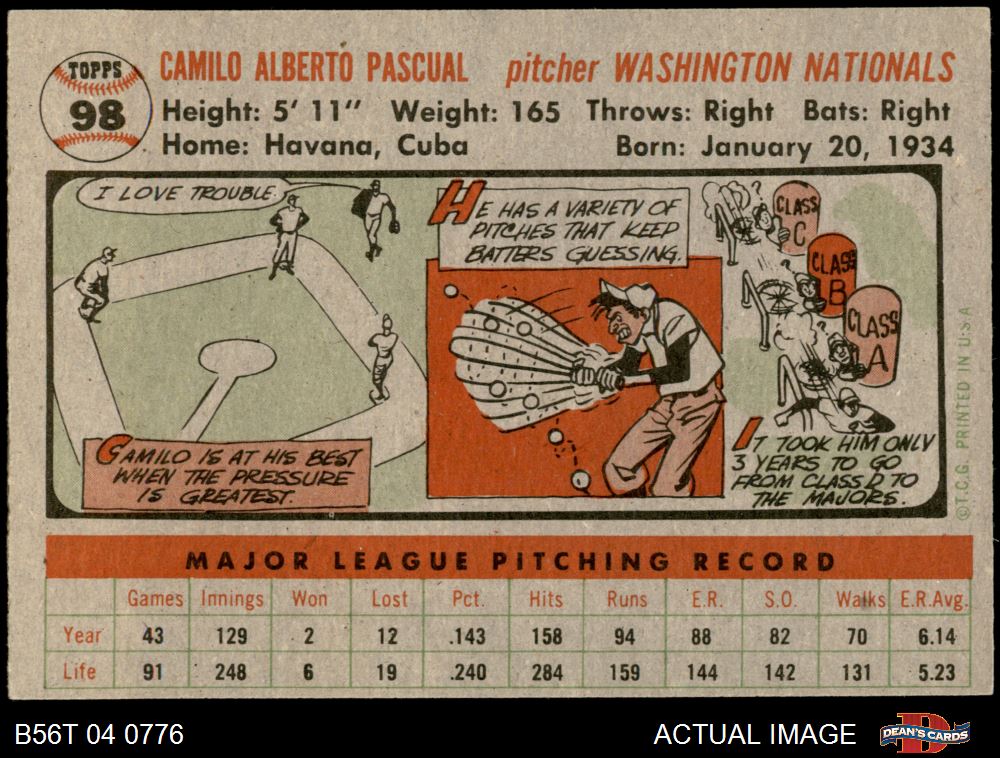 TOPPS
98
CAMILO ALBERTO PASCUAL pitcher WASHINGTON NATIONALS
Height: 5' 11" Weight: 165 Throws: Right Bats: Right
Home: Havana, Cuba Born: January 20, 1934
I LOVE TROUBLE.
CAMILO IS AT HIS BEST
WHEN THE PRESSURE
IS GREATEST.
HE HAS A VARIETY OF
PITCHES THAT KEEP
BATTERS GUESSING.
?
CLASS
C
?
CLASS
B
?
CLASS
A
IT TOOK HIM ONLY
3 YEARS TO GO
FROM CLASS D TO
THE MAJORS.
©T.C.G. PRINTED IN U.S.A
MAJOR LEAGUE PITCHING RECORD
Games Innings Won Lost Pct. Hits Runs E.R. S.O. Walks E.R.Avg.
Year 43 129 2 12 .143 158 94 88 82 70 6.14
Life 91 248 6 19 .240 284 159 144 142 131 5.23
B56T 04 0776 ACTUAL IMAGE
D
DEAN'S CARDS